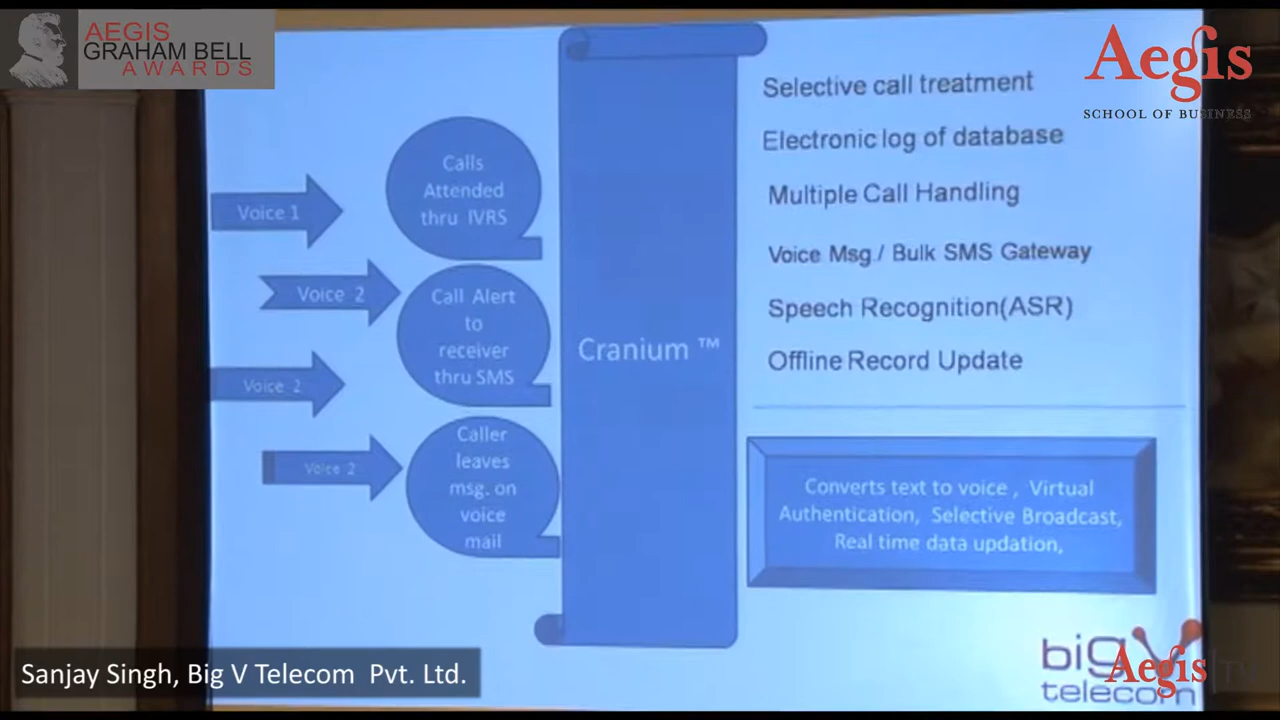 AEGIS
GRAHAM BELL
AWARDS
Aegis
SCHOOL OF BUSINESS
Voice 1
Voice 2
Voice 2
Voice 2
Calls
Attended
thru IVRS
Call Alert
to
receiver
thru SMS
Caller
leaves
msg. on
voice
mail
Cranium ™
Selective call treatment
Electronic log of database
Multiple Call Handling
Voice Msg./ Bulk SMS Gateway
Speech Recognition(ASR)
Offline Record Update
Converts text to voice , Virtual
Authentication, Selective Broadcast,
Real time data updation,
Sanjay Singh, Big V Telecom Pvt. Ltd.
big V
telecom
Aegis